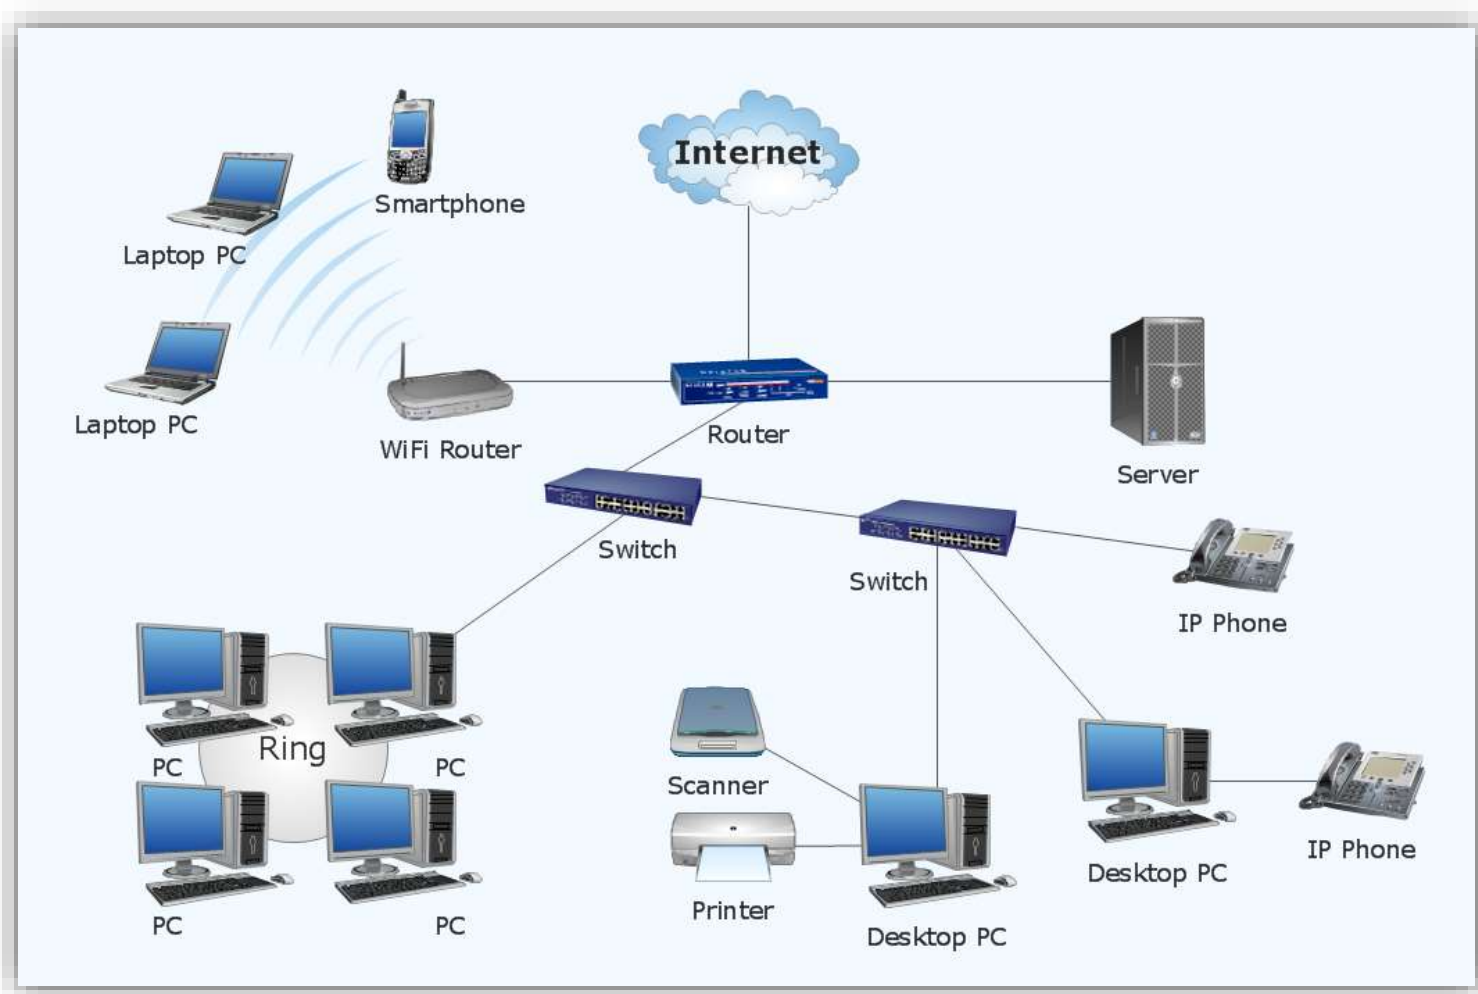 Internet
Smartphone
Laptop PC
Laptop PC
WiFi Router
Router
Server
Switch
Switch
IP Phone
Ring
PC
PC
PC
PC
Scanner
Printer
Desktop PC
Desktop PC
IP Phone